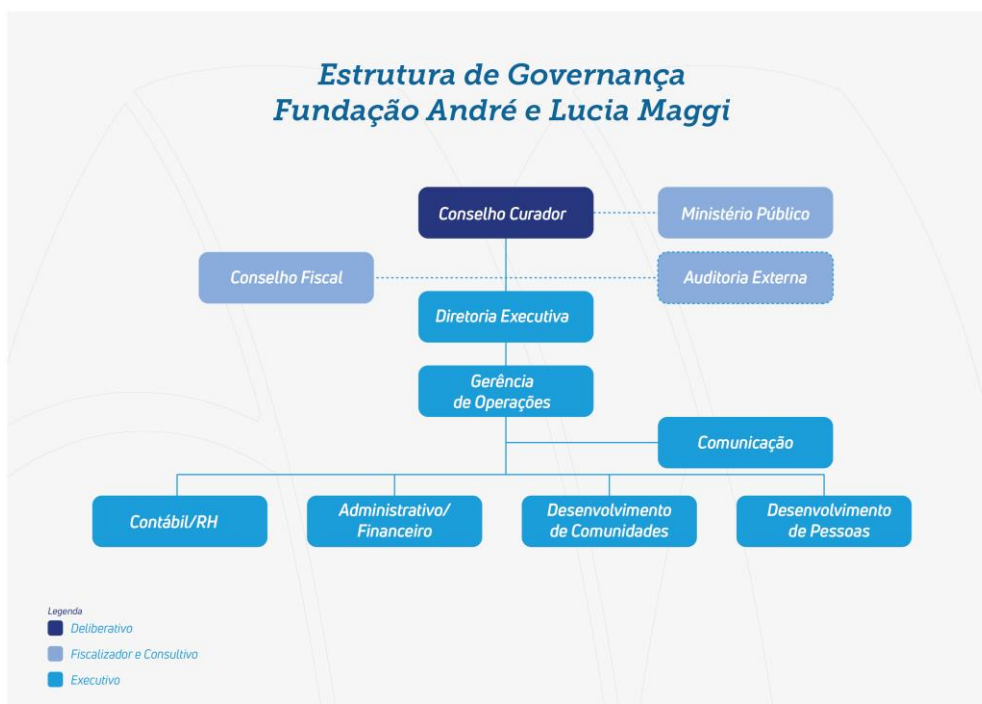 Estrutura de Governança
Fundação André e Lucia Maggi
Conselho Curador
Ministério Público
Conselho Fiscal
Auditoria Externa
Diretoria Executiva
Gerência
de Operações
Comunicação
Contábil/RH
Administrativo/
Financeiro
Desenvolvimento
de Comunidades
Desenvolvimento
de Pessoas
Legenda
Deliberativo
Fiscalizador e Consultivo
Executivo